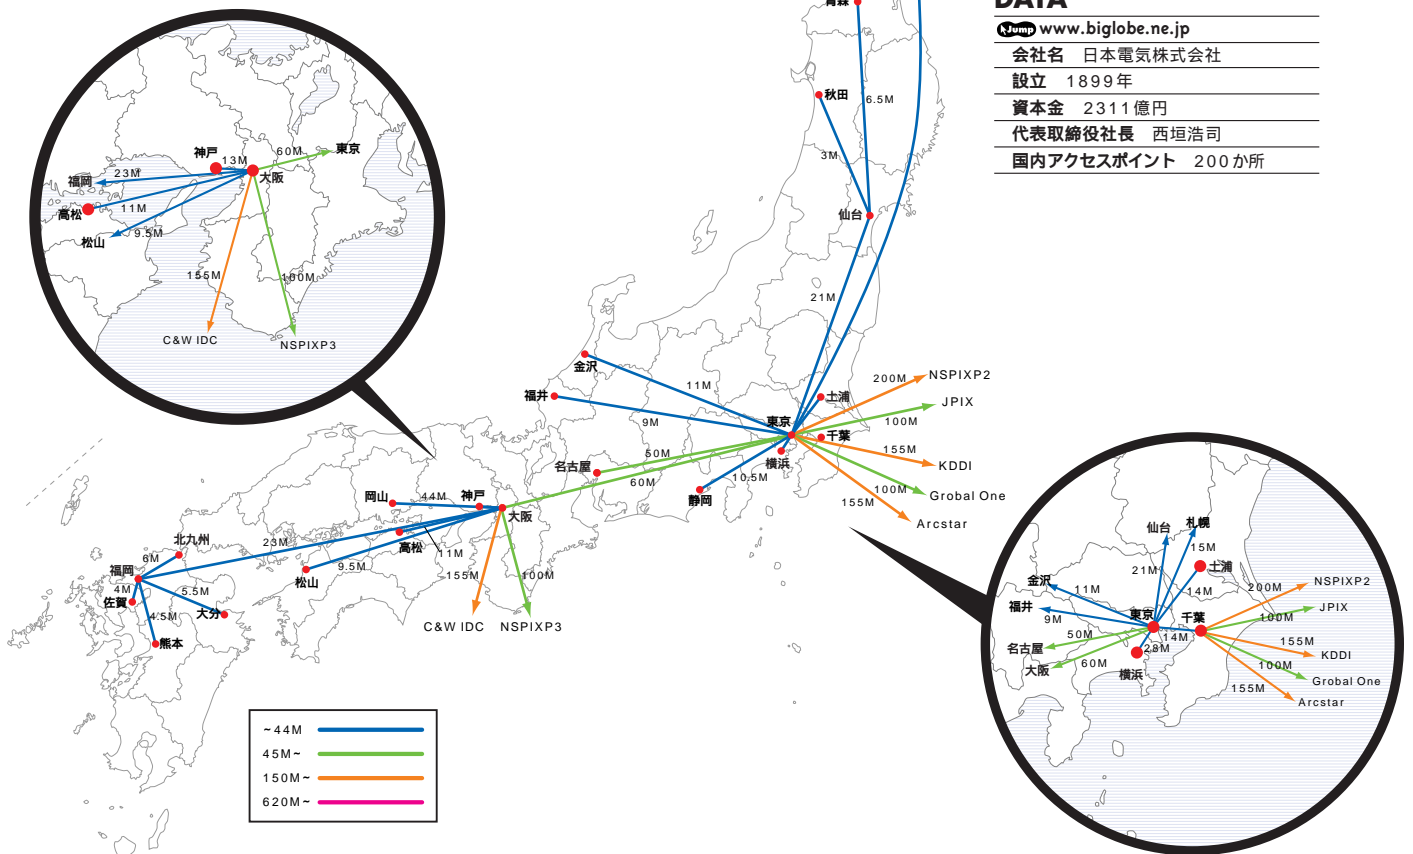 DATA
Jump www.biglobe.ne.jp
会社名 日本電気株式会社
設立 1899年
資本金 2311億円
代表取締役社長 西垣浩司
国内アクセスポイント 200か所
神戸
13M
60M
東京
福岡
23M
大阪
高松
11M
松山
9.5M
155M
100M
C&W IDC
NSPIXP3
青森
秋田
6.5M
3M
仙台
21M
金沢
11M
福井
9M
土浦
東京
千葉
横浜
200M
NSPIXP2
JPIX
100M
155M
KDDI
100M
Grobal One
155M
Arcstar
名古屋
50M
60M
10.5M
静岡
岡山
44M
神戸
大阪
高松
11M
北九州
6M
23M
福岡
9.5M
松山
4M
佐賀
5.5M
大分
4.5M
熊本
155M
100M
C&W IDC
NSPIXP3
~44M
45M~
150M~
620M~
仙台
札幌
15M
土浦
21M
14M
金沢
11M
福井
9M
東京
千葉
200M
NSPIXP2
JPIX
100M
名古屋
50M
14M
28M
155M
KDDI
大阪
60M
横浜
100M
Grobal One
155M
Arcstar